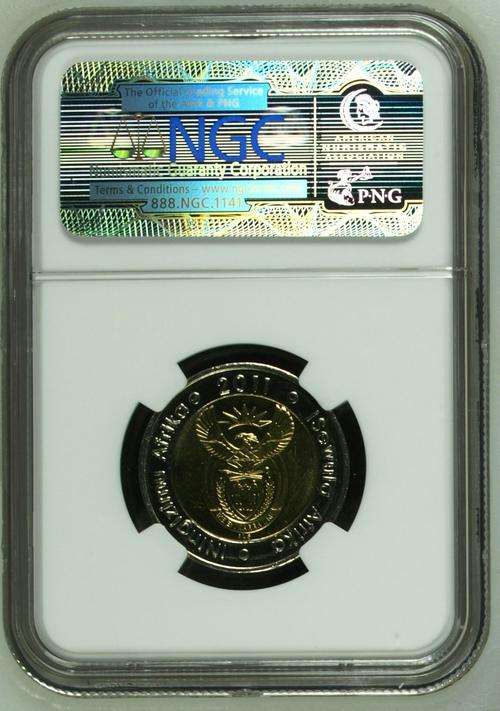 The Official Grading Service
of the ANA & PNG
NGC
Numismatic Guaranty Corporation
Terms & Conditions – www.ngccoin.com
888.NGC.1141
AMERICAN
NUMISMATIC
ASSOCIATION
PNG
2011 iSewula Afrika
iNingizimu Afrika